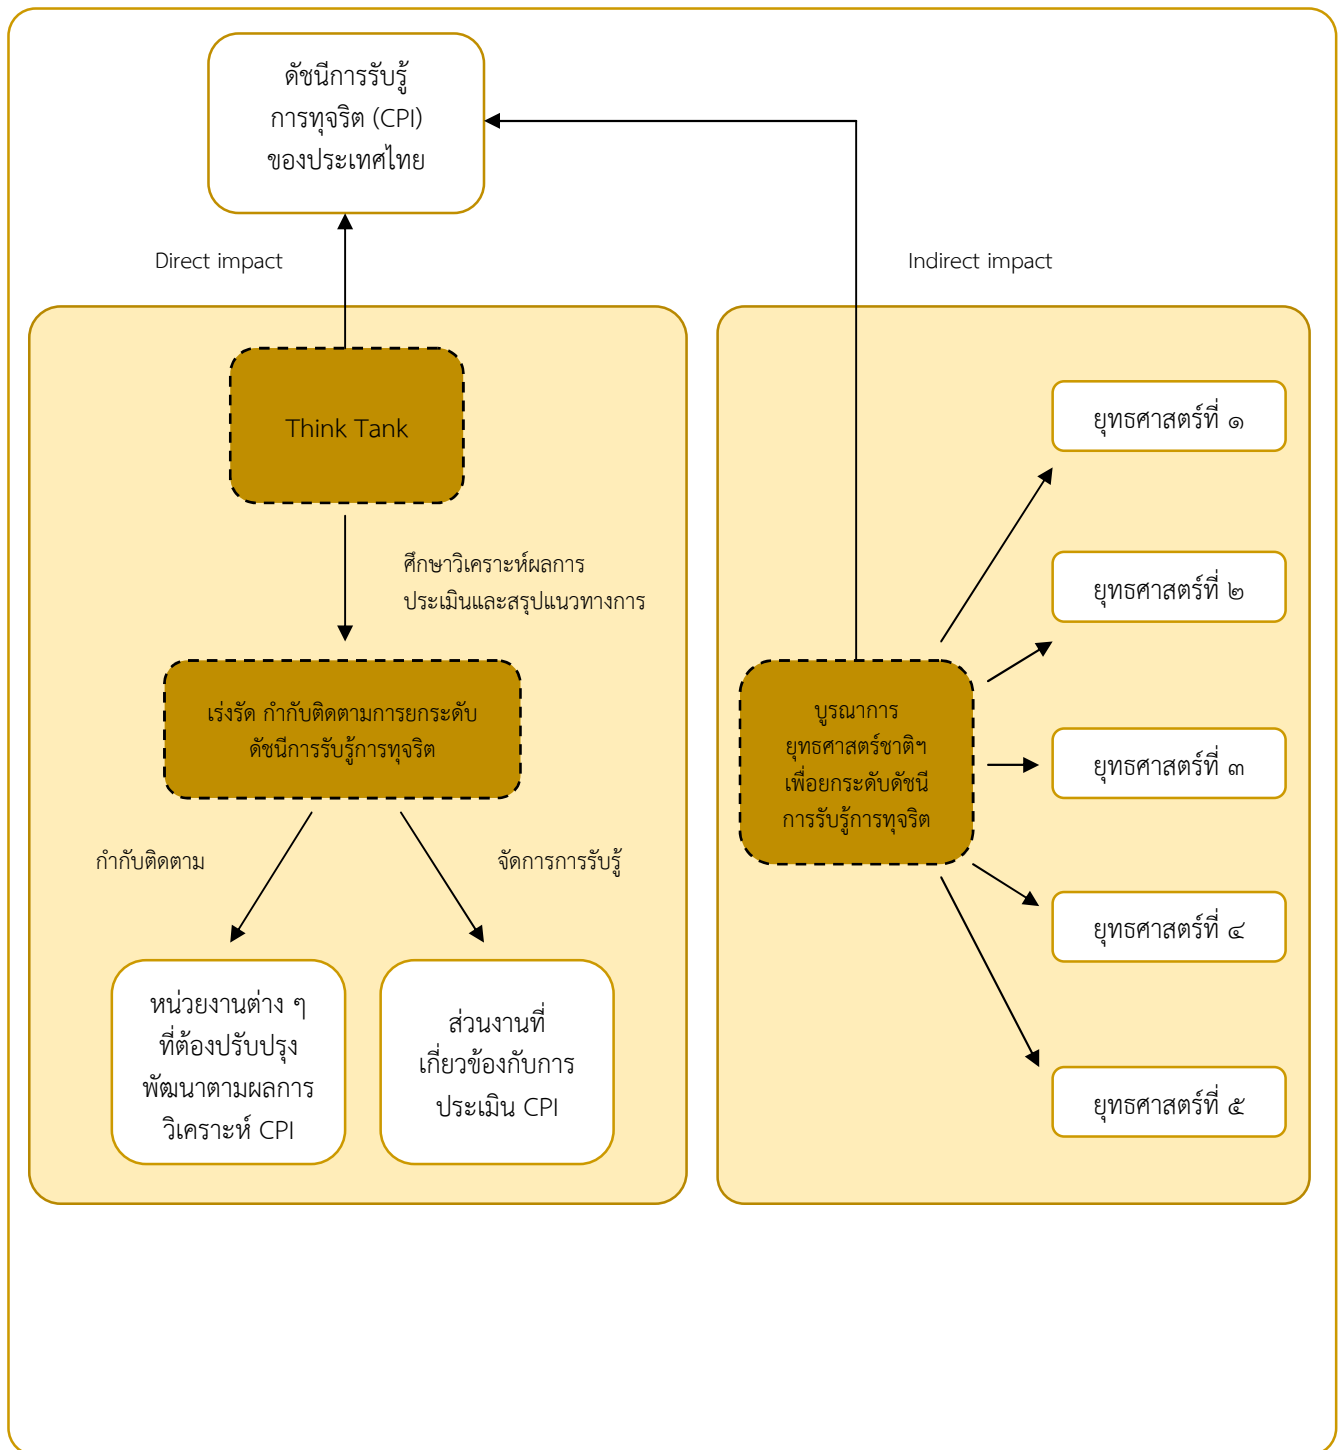 ดัชนีการรับรู้
การทุจริต (CPI)
ของประเทศไทย
Direct impact
Indirect impact
Think Tank
ศึกษาวิเคราะห์ผลการ
ประเมินและสรุปแนวทางการ
เร่งรัด กำกับติดตามการยกระดับ
ดัชนีการรับรู้การทุจริต
กำกับติดตาม
จัดการการรับรู้
หน่วยงานต่าง ๆ
ที่ต้องปรับปรุง
พัฒนาตามผลการ
วิเคราะห์ CPI
ส่วนงานที่
เกี่ยวข้องกับการ
ประเมิน CPI
บูรณาการ
ยุทธศาสตร์ชาติฯ
เพื่อยกระดับดัชนี
การรับรู้การทุจริต
ยุทธศาสตร์ที่ ๑
ยุทธศาสตร์ที่ ๒
ยุทธศาสตร์ที่ ๓
ยุทธศาสตร์ที่ ๔
ยุทธศาสตร์ที่ ๕